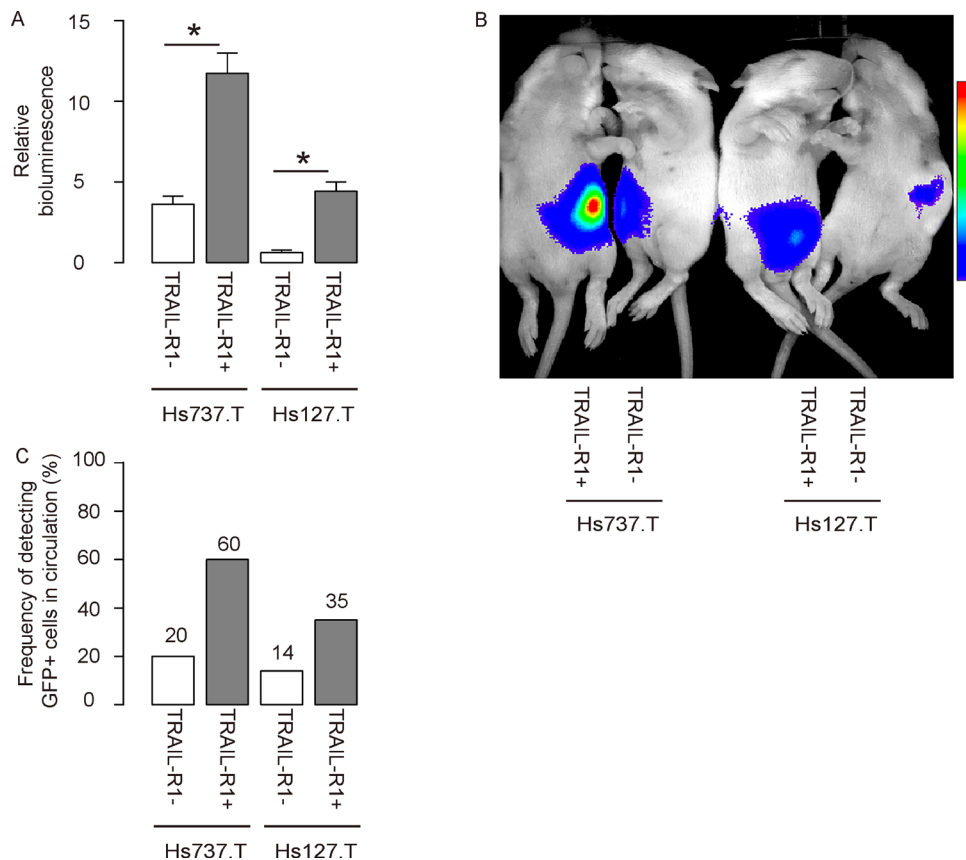 A
Relative
bioluminescence
15
10
5
0
*
*
TRAIL-R1-
TRAIL-R1+
TRAIL-R1-
TRAIL-R1+
Hs737.T
Hs127.T
B
TRAIL-R1+
TRAIL-R1-
TRAIL-R1+
TRAIL-R1-
Hs737.T
Hs127.T
C
Frequency of detecting
GFP+ cells in circulation (%)
100
80
60
40
20
0
20
60
14
35
TRAIL-R1-
TRAIL-R1+
TRAIL-R1-
TRAIL-R1+
Hs737.T
Hs127.T